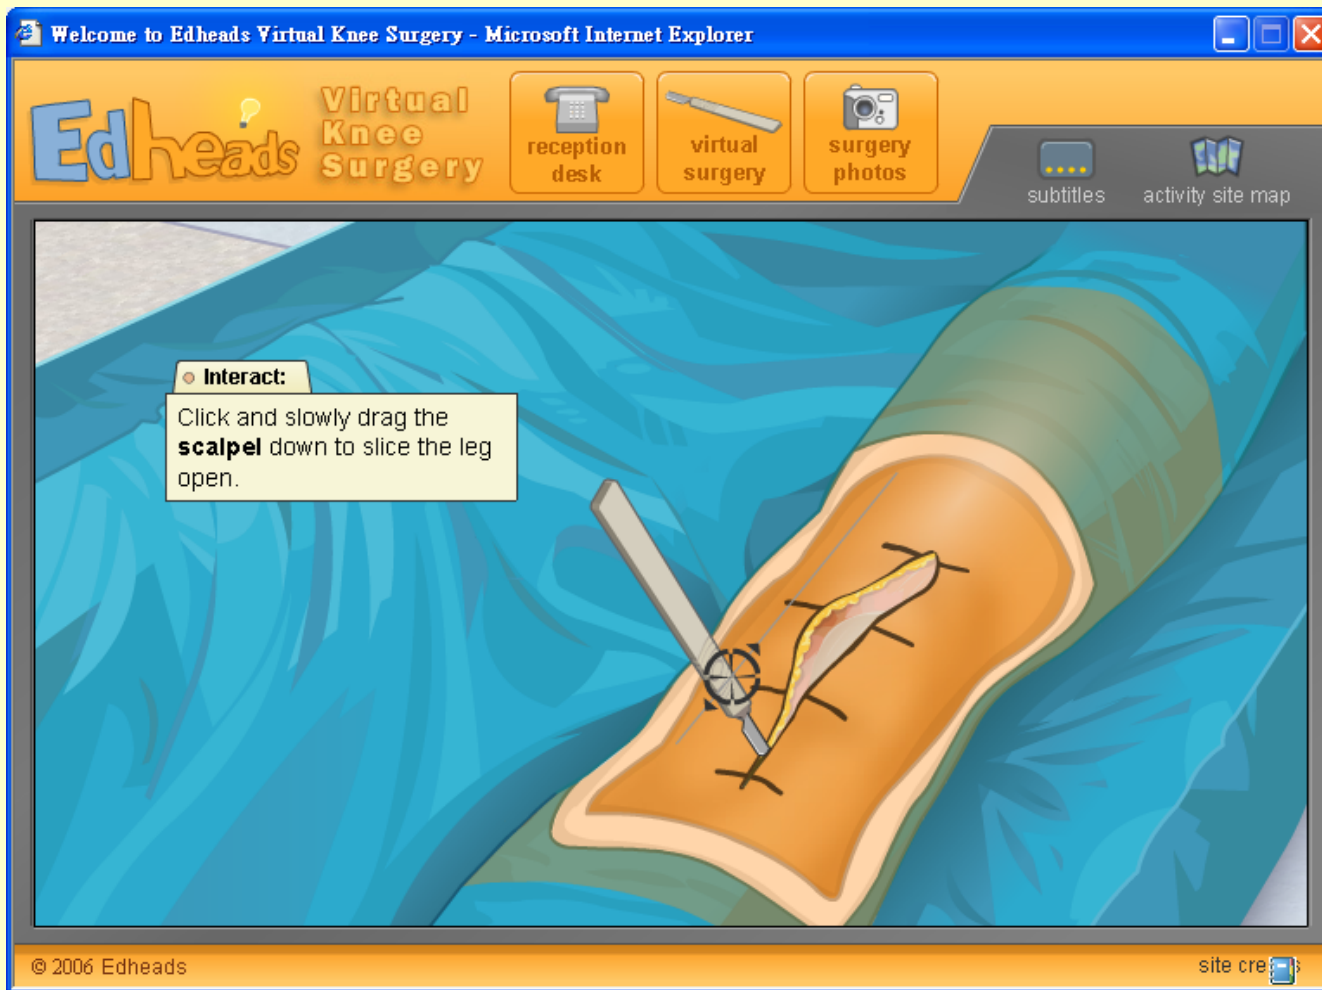 Welcome to Edheads Virtual Knee Surgery - Microsoft Internet Explorer
Edheads
Virtual
Knee
Surgery
reception
desk
virtual
surgery
surgery
photos
subtitles
activity site map
Interact:
Click and slowly drag the
scalpel down to slice the leg
open.
© 2006 Edheads
site